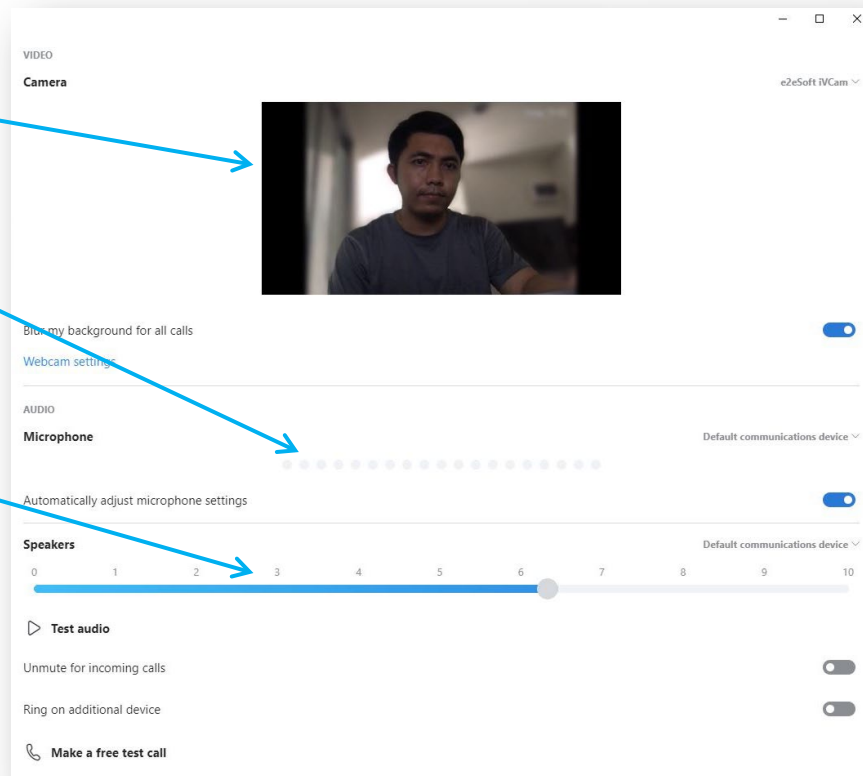 VIDEO
Camera
e2eSoft iVCam
Blur my background for all calls
Webcam settings
AUDIO
Microphone
Default communications device
Automatically adjust microphone settings
Speakers
Default communications device
0 1 2 3 4 5 6 7 8 9 10
Test audio
Unmute for incoming calls
Ring on additional device
Make a free test call